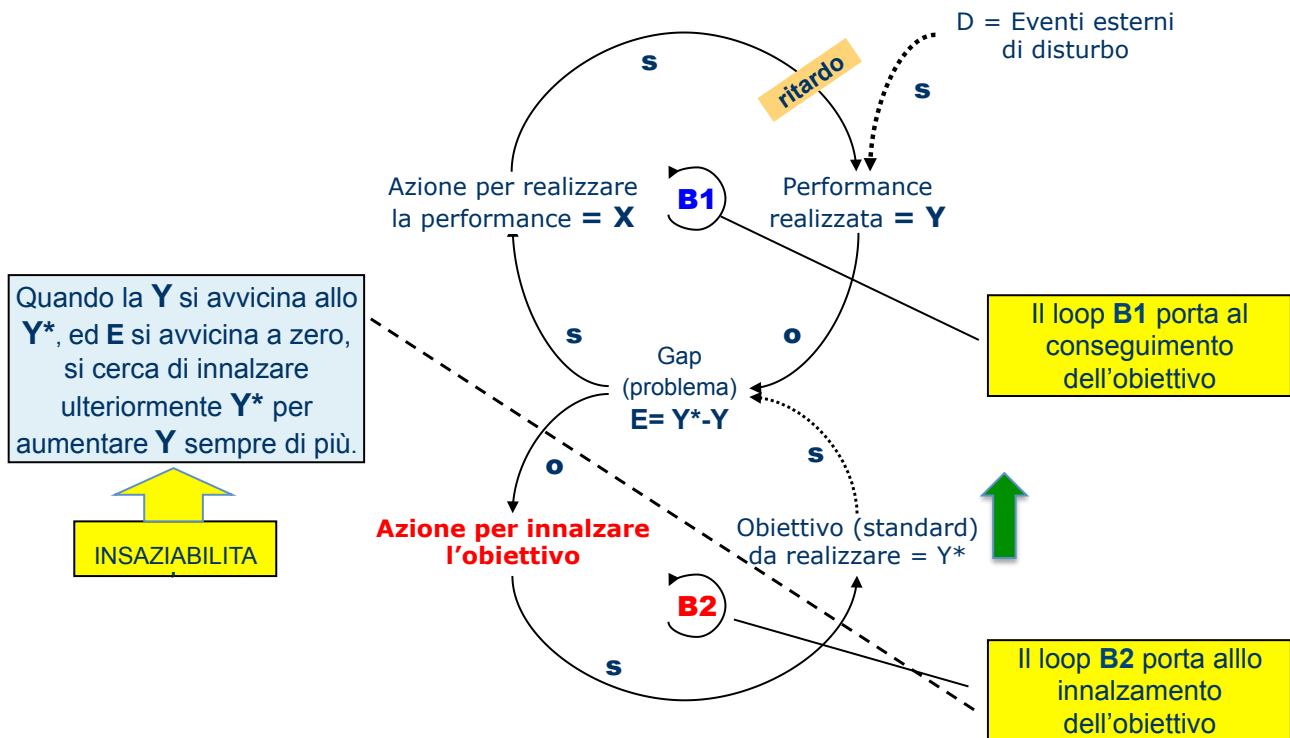 D = Eventi esterni
di disturbo
s
s
ritardo
Azione per realizzare
la performance = X
B1
Performance
realizzata = Y
Quando la Y si avvicina allo
Y*, ed E si avvicina a zero,
si cerca di innalzare
ulteriormente Y* per
aumentare Y sempre di più.
INSAZIABILITA
'
s
o
Gap
(problema)
E= Y*-Y
Il loop B1 porta al
conseguimento
dell’obiettivo
o
s
Azione per innalzare
l’obiettivo
Obiettivo (standard)
da realizzare = Y*
B2
s
Il loop B2 porta alllo
innalzamento
dell’obiettivo